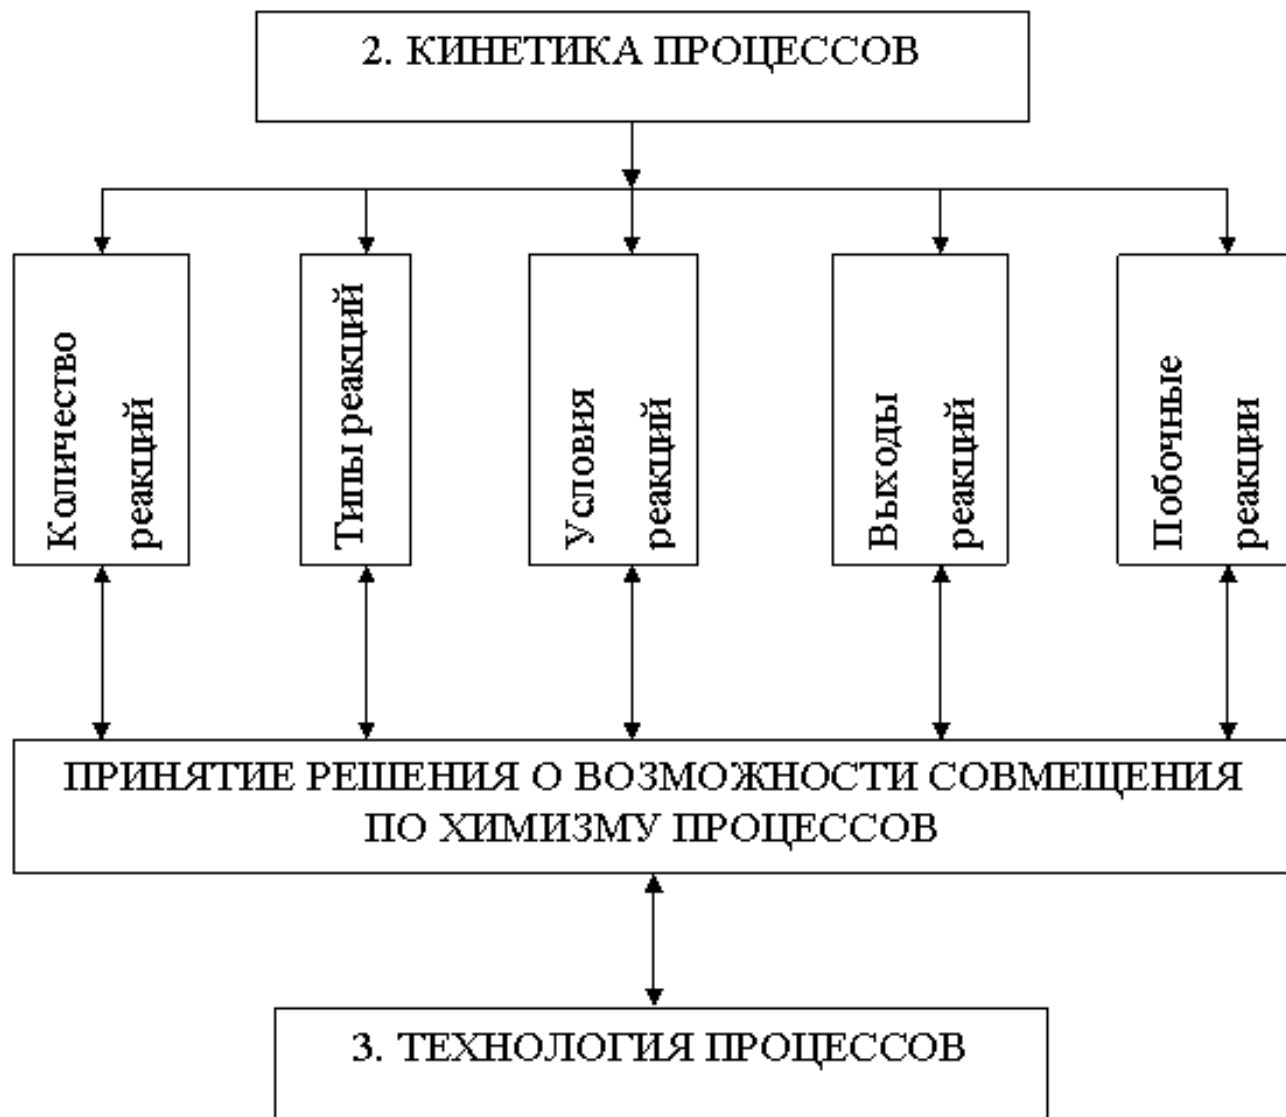 2. КИНЕТИКА ПРОЦЕССОВ
Количество
реакций
Типы реакций
Условия
реакций
Выходы
реакций
Побочные
реакции
ПРИНЯТИЕ РЕШЕНИЯ О ВОЗМОЖНОСТИ СОВМЕЩЕНИЯ
ПО ХИМИЗМУ ПРОЦЕССОВ
3. ТЕХНОЛОГИЯ ПРОЦЕССОВ